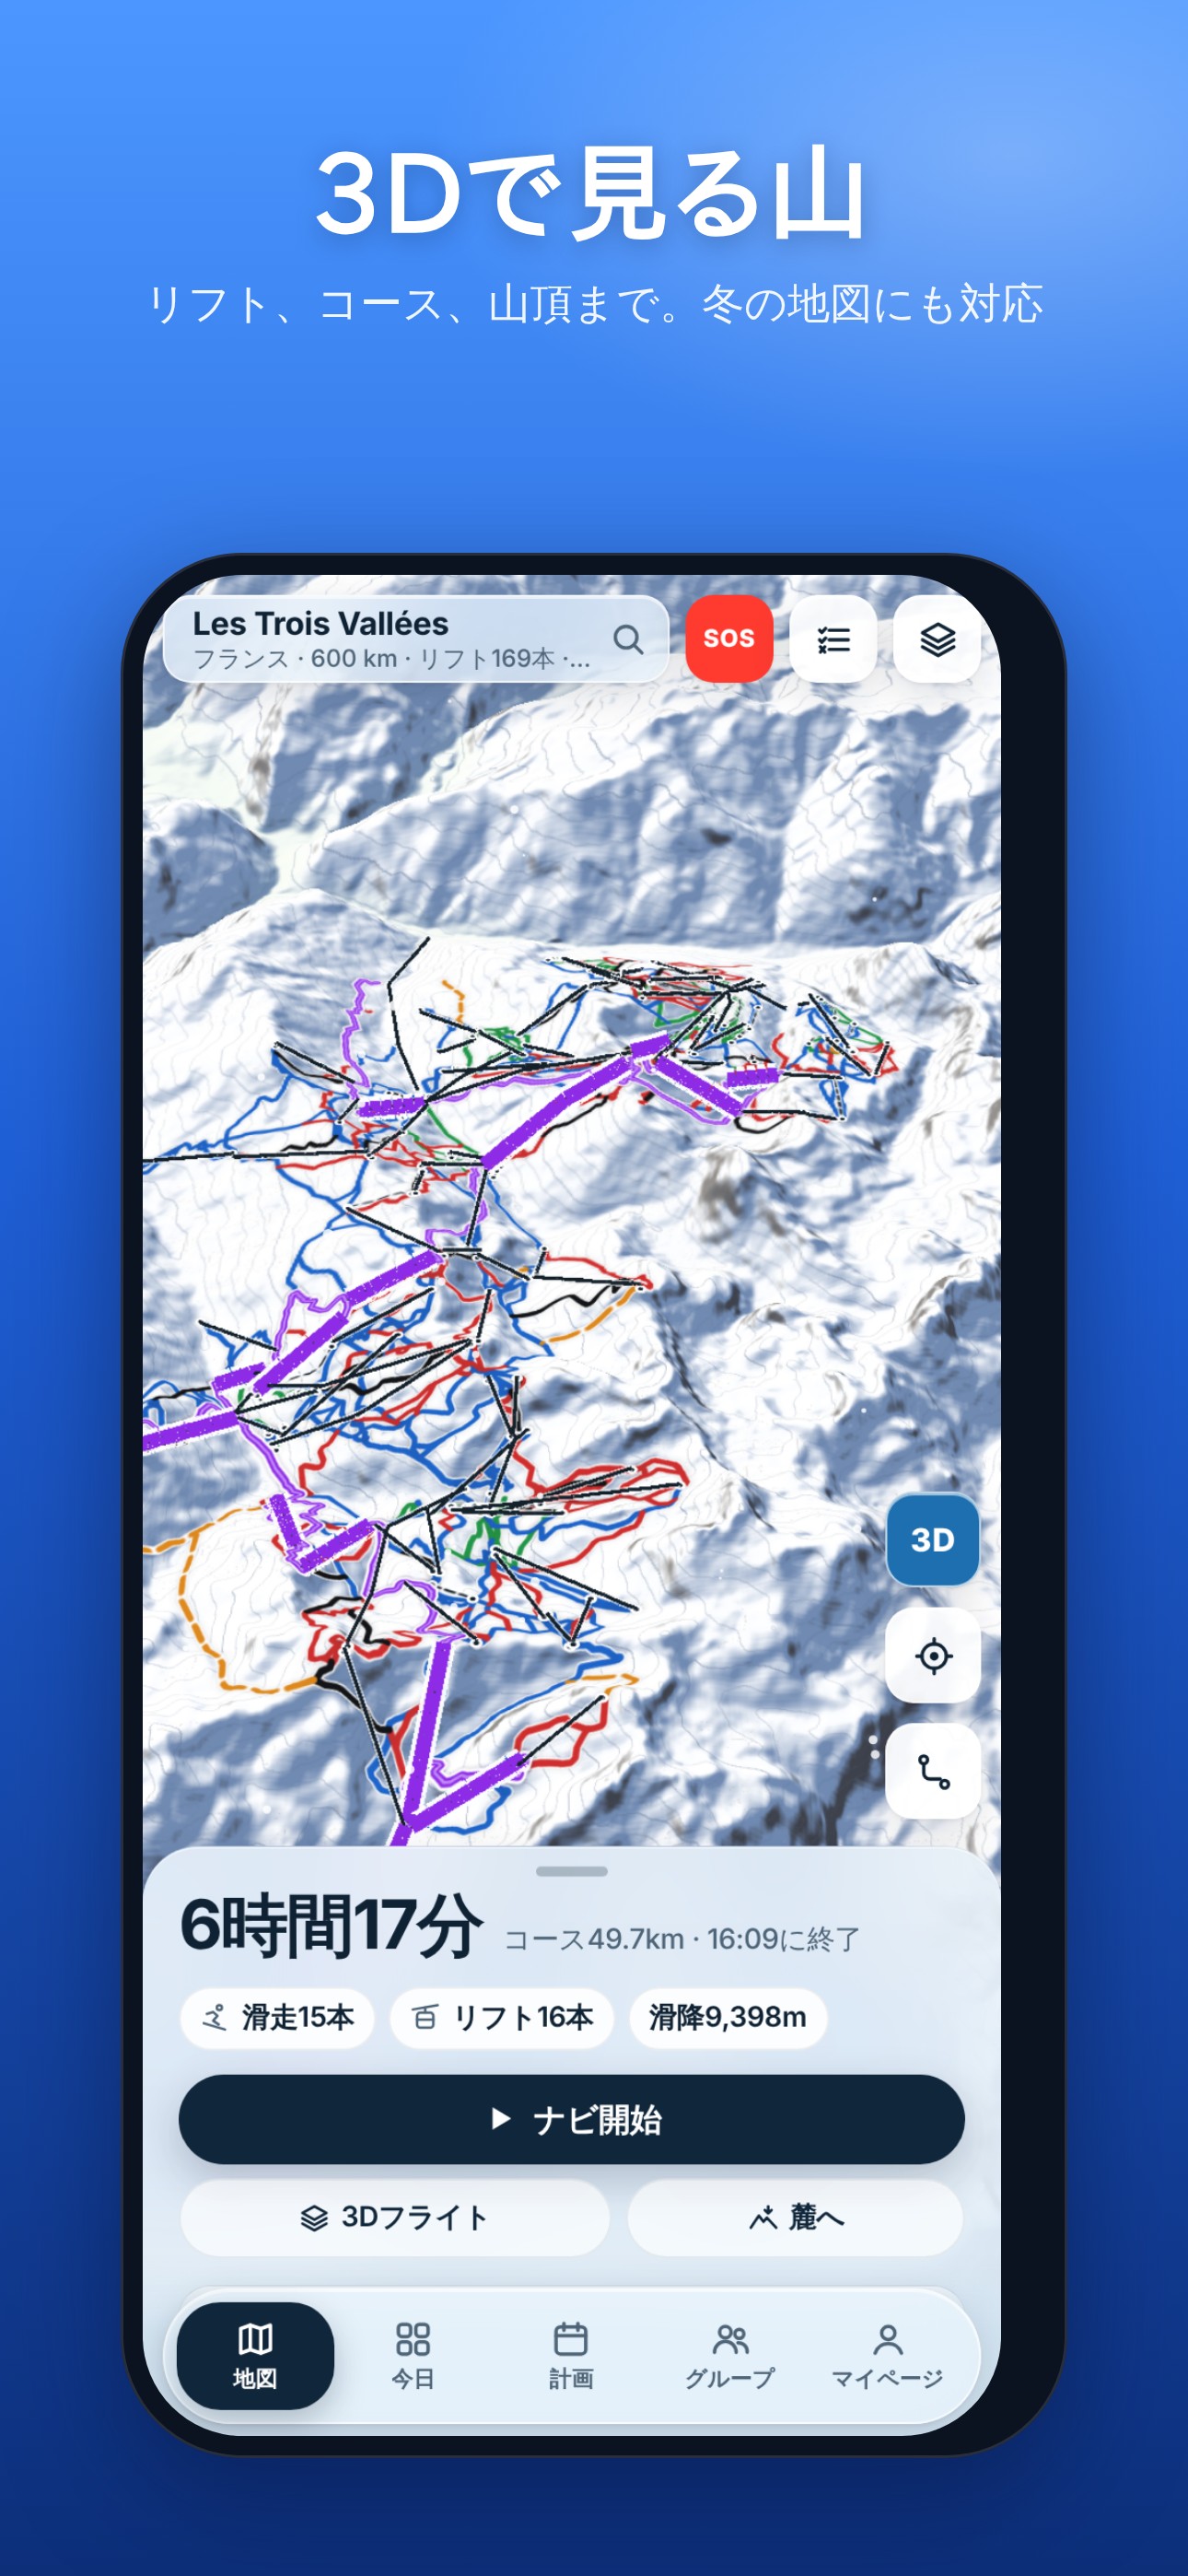 3Dで見る山
リフト、コース、山頂まで。冬の地図にも対応
Les Trois Vallées
フランス · 600 km · リフト169本 ·...
SOS
3D
6時間17分
コース49.7km · 16:09に終了
滑走15本
リフト16本
滑降9,398m
ナビ開始
3Dフライト
麓へ
地図
今日
計画
グループ
マイページ